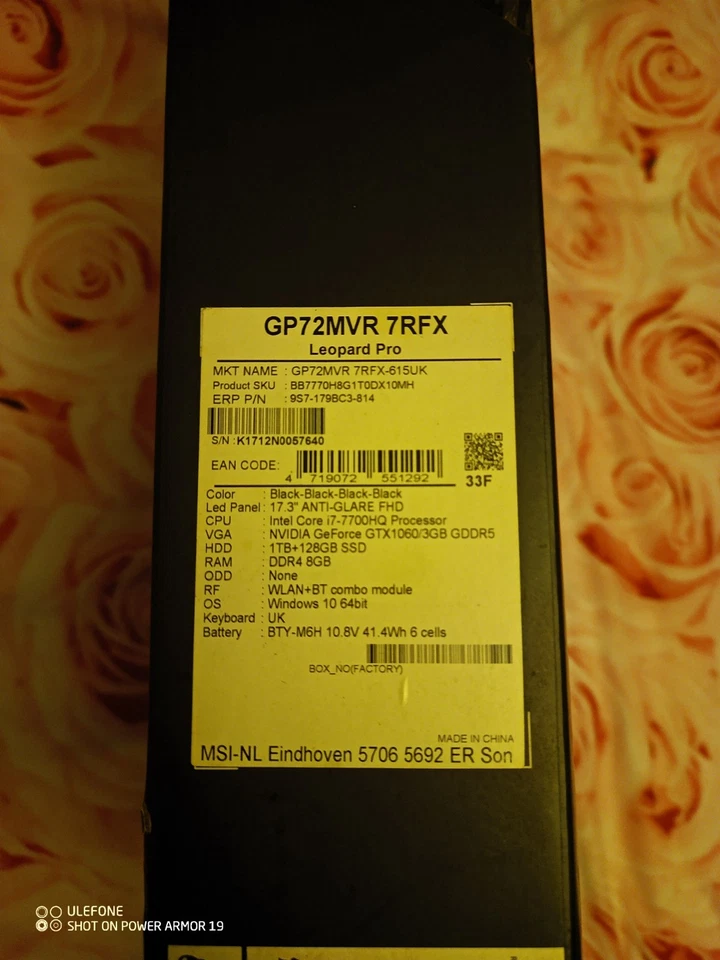 GP72MVR 7RFX
Leopard Pro
MKT NAME : GP72MVR 7RFX-615UK
Product SKU : BB7770H8G1T0DX10MH
ERP P/N : 9S7-179BC3-814
S/N :K1712N0057640
EAN CODE: 4 719072 551292
33F
Color : Black-Black-Black-Black
Led Panel : 17.3" ANTI-GLARE FHD
CPU : Intel Core i7-7700HQ Processor
VGA : NVIDIA GeForce GTX1060/3GB GDDR5
HDD : 1TB+128GB SSD
RAM : DDR4 8GB
ODD : None
RF : WLAN+BT combo module
OS : Windows 10 64bit
Keyboard : UK
Battery : BTY-M6H 10.8V 41.4Wh 6 cells
BOX_NO(FACTORY)
MADE IN CHINA
MSI-NL Eindhoven 5706 5692 ER Son
ULEFONE
SHOT ON POWER ARMOR 19